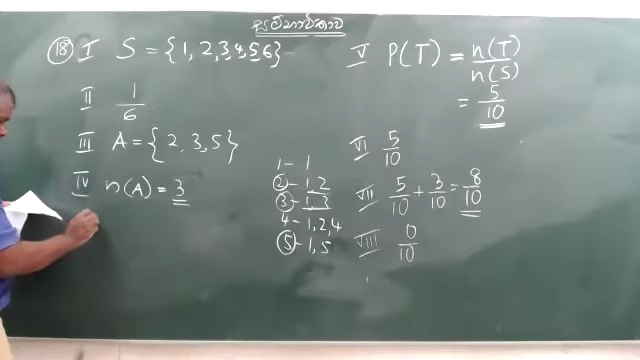 සම්භාවිතාව
(18) I S = {1, 2, 3, 4, 5, 6}
II 1/6
III A = {2, 3, 5}
IV n(A) = 3
1 - 1
② - 1, 2
③ - 1, 3
4 - 1, 2, 4
⑤ - 1, 5
V P(T) = n(T)/n(S)
= 5/10
VI 5/10
VII 5/10 + 3/10 = 8/10
VIII 0/10